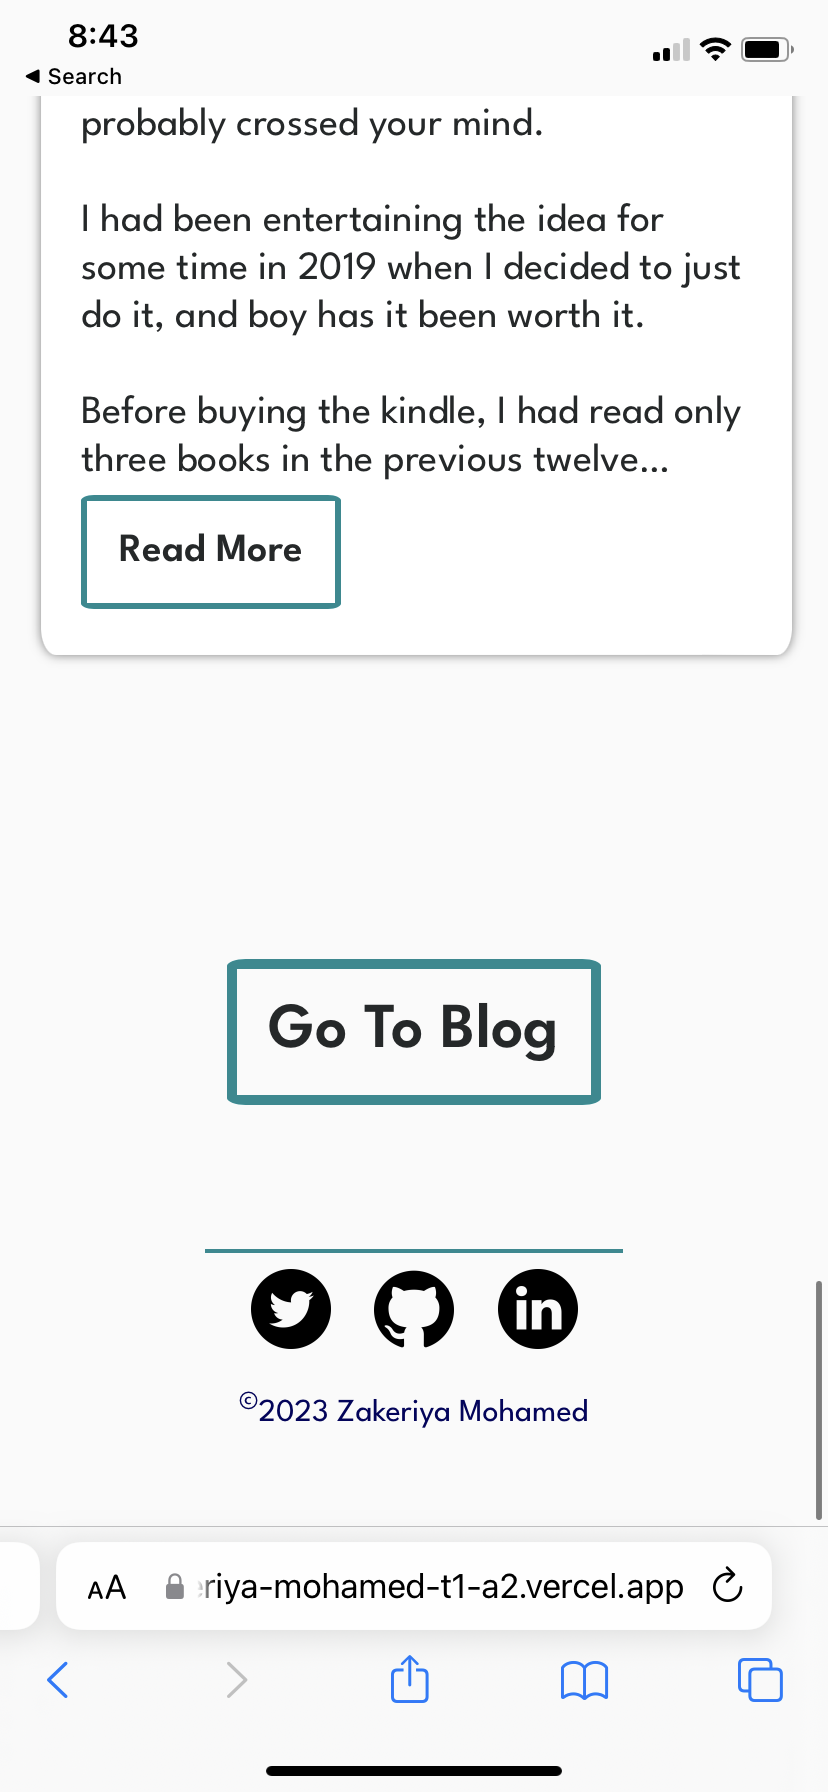 8:43
◀ Search
probably crossed your mind.
I had been entertaining the idea for
some time in 2019 when I decided to just
do it, and boy has it been worth it.
Before buying the kindle, I had read only
three books in the previous twelve...
Read More
Go To Blog
in
©2023 Zakeriya Mohamed
AA riya-mohamed-t1-a2.vercel.app